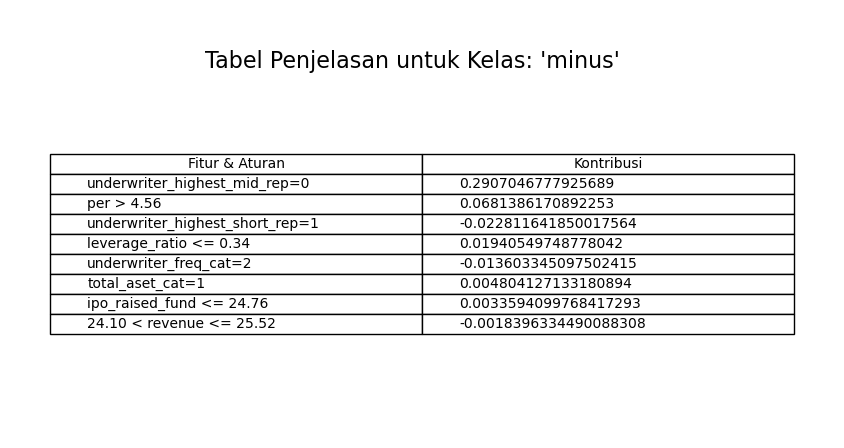 Tabel Penjelasan untuk Kelas: 'minus'
Fitur & Aturan Kontribusi
underwriter_highest_mid_rep=0 0.2907046777925689
per > 4.56 0.0681386170892253
underwriter_highest_short_rep=1 -0.022811641850017564
leverage_ratio <= 0.34 0.01940549748778042
underwriter_freq_cat=2 -0.013603345097502415
total_aset_cat=1 0.004804127133180894
ipo_raised_fund <= 24.76 0.0033594099768417293
24.10 < revenue <= 25.52 -0.0018396334490088308